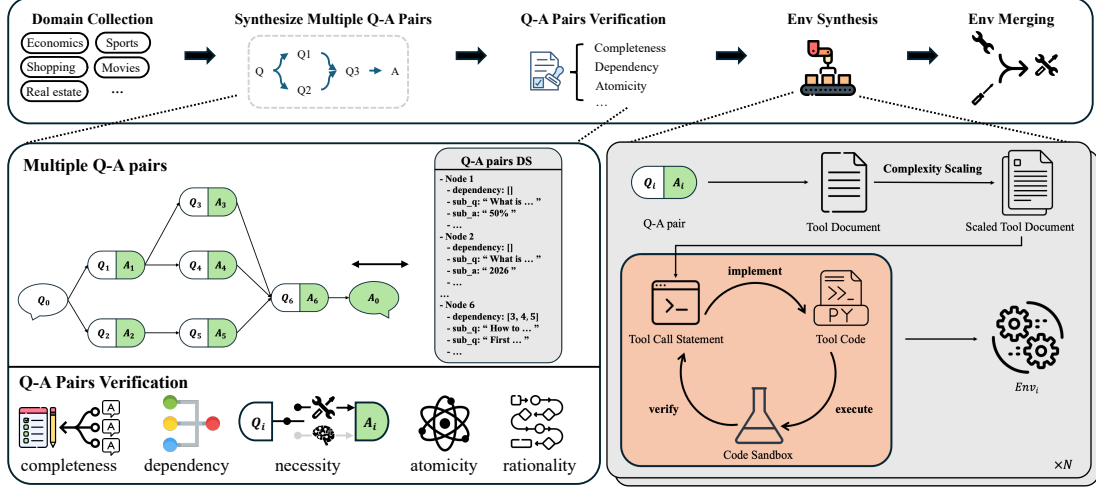 Domain Collection
Economics
Sports
Shopping
Movies
Real estate
...
Synthesize Multiple Q-A Pairs
Q
Q1
Q2
Q3
A
Q-A Pairs Verification
Completeness
Dependency
Atomicity
...
Env Synthesis
Env Merging
Multiple Q-A pairs
Q0
Q1 A1
Q2 A2
Q3 A3
Q4 A4
Q5 A5
Q6 A6
A0
Q-A pairs DS
- Node 1
- dependency: []
- sub_q: “ What is ... ”
- sub_a: “ 50% ”
- ...
- Node 2
- dependency: []
- sub_q: “ What is ... ”
- sub_a: “ 2026 ”
- ...
...
- Node 6
- dependency: [3, 4, 5]
- sub_q: “ How to ... ”
- sub_q: “ First ... ”
- ...
Q-A Pairs Verification
A
A
A
completeness
dependency
Qi
Ai
necessity
atomicity
rationality
Qi Ai
Q-A pair
Tool Document
Complexity Scaling
Scaled Tool Document
implement
Tool Call Statement
PY
Tool Code
verify
execute
Code Sandbox
Envi
×N